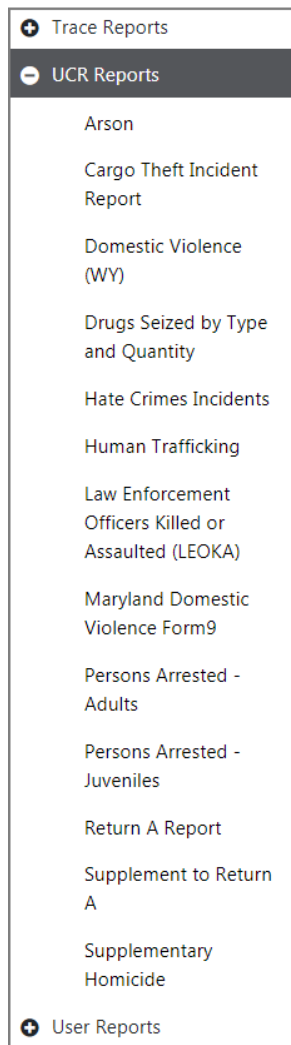 Trace Reports
UCR Reports
Arson
Cargo Theft Incident
Report
Domestic Violence
(WY)
Drugs Seized by Type
and Quantity
Hate Crimes Incidents
Human Trafficking
Law Enforcement
Officers Killed or
Assaulted (LEOKA)
Maryland Domestic
Violence Form9
Persons Arrested -
Adults
Persons Arrested -
Juveniles
Return A Report
Supplement to Return
A
Supplementary
Homicide
User Reports